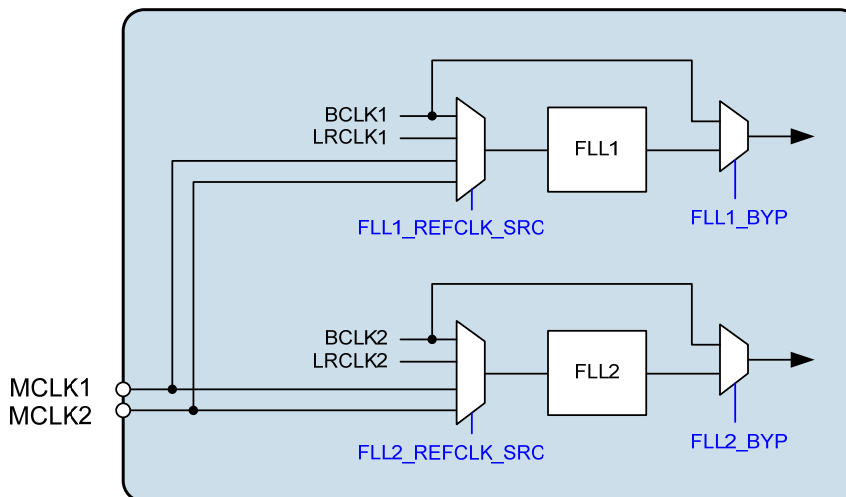 BCLK1
LRCLK1
FLL1
FLL1_REFCLK_SRC
FLL1_BYP
BCLK2
LRCLK2
FLL2
MCLK1
MCLK2
FLL2_REFCLK_SRC
FLL2_BYP